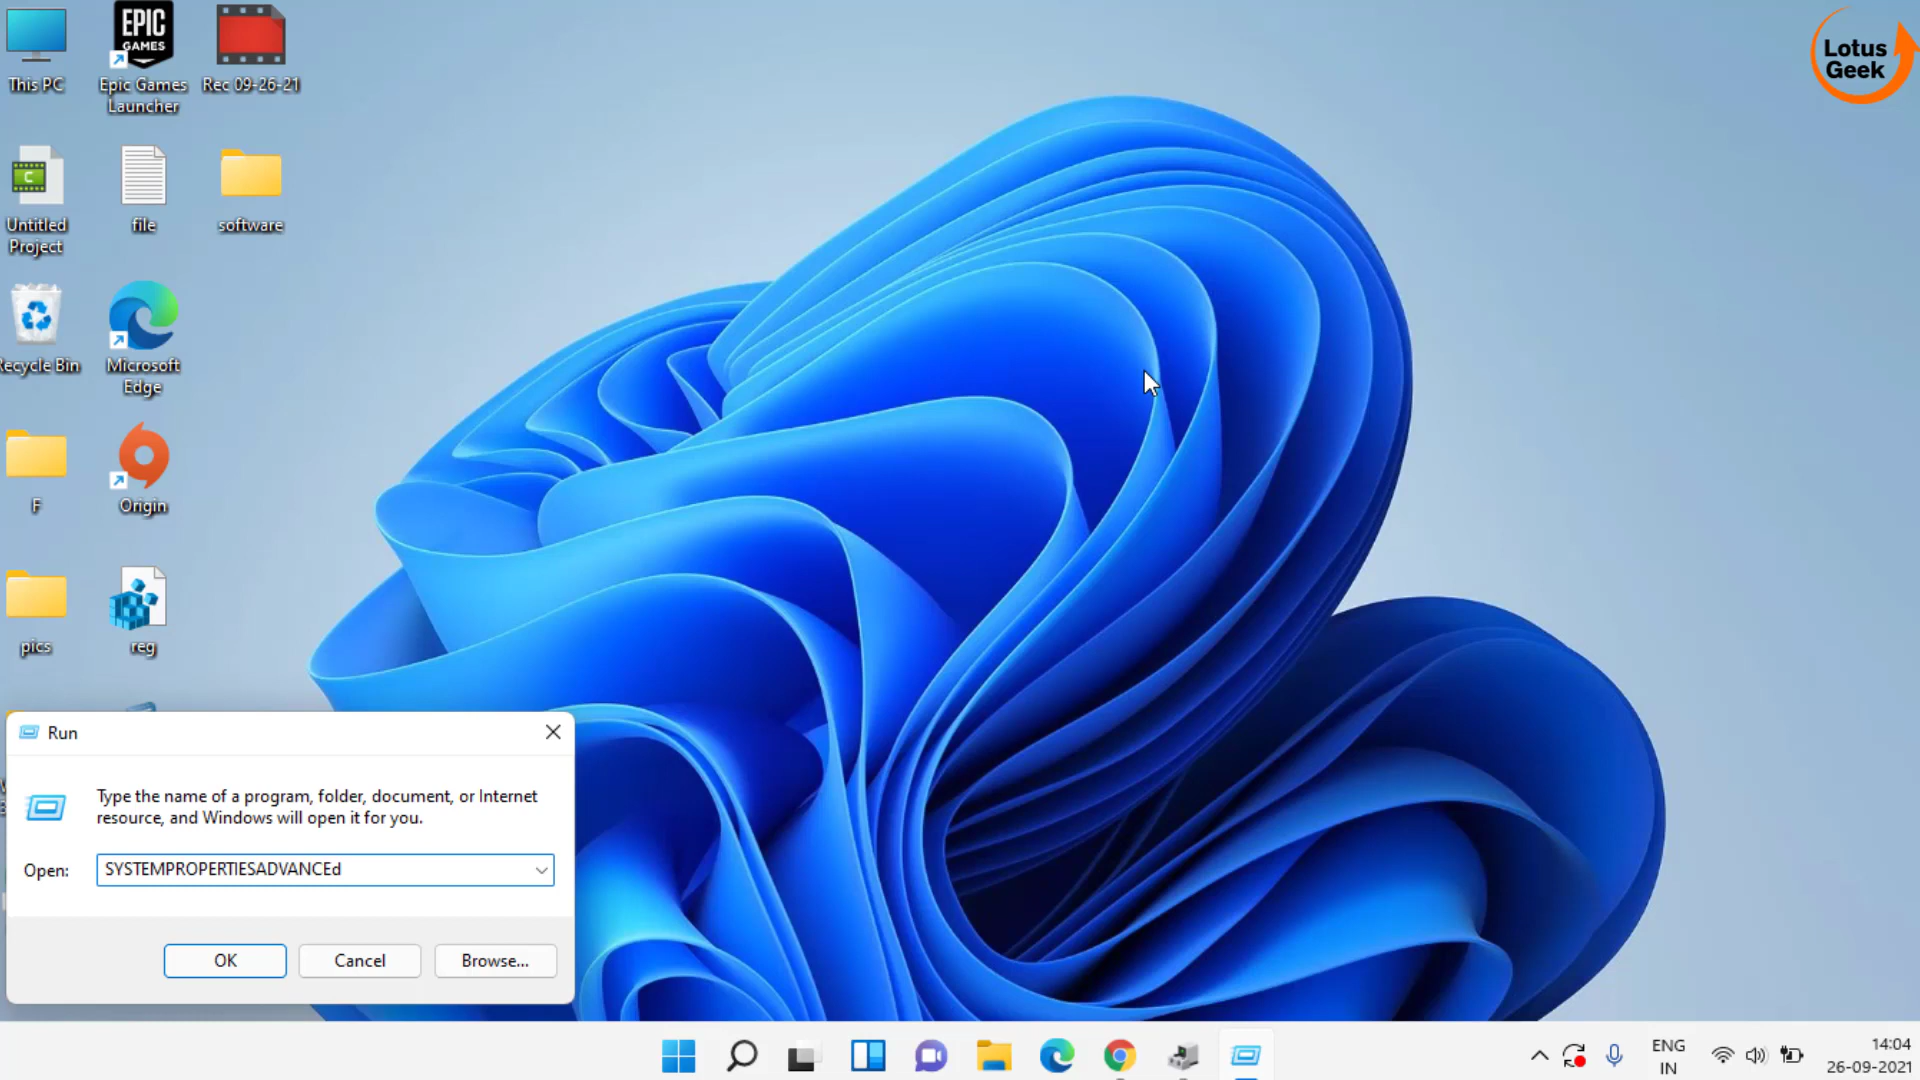 This PC
EPIC
GAMES
Epic Games
Launcher
Rec 09-26-21
Lotus
Geek
C
Untitled
Project
file
software
Recycle Bin
Microsoft
Edge
F
Origin
pics
reg
Run
Type the name of a program, folder, document, or Internet
resource, and Windows will open it for you.
Open:
SYSTEMPROPERTIESADVANCEd
OK
Cancel
Browse...
ENG
IN
14:04
26-09-2021